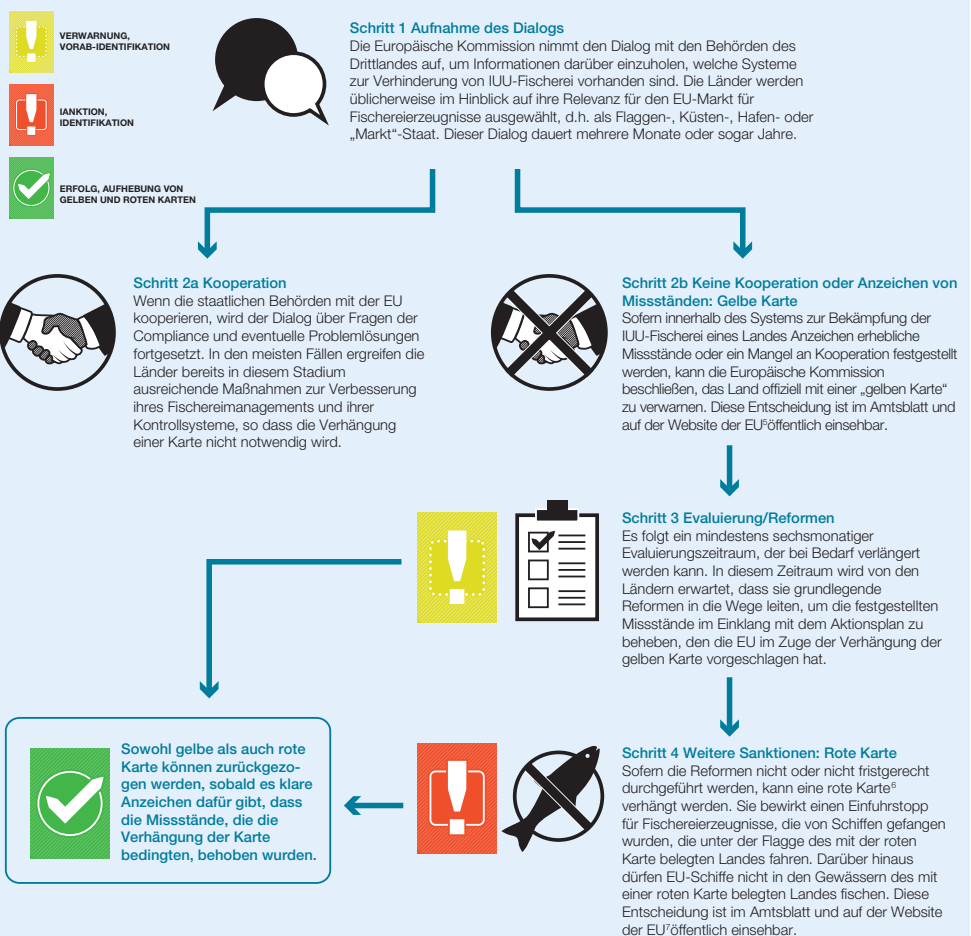 VERWARNUNG,
VORAB-IDENTIFIKATION
IANKTION,
IDENTIFIKATION
ERFOLG, AUFHEBUNG VON
GELBEN UND ROTEN KARTEN
Schritt 1 Aufnahme des Dialogs
Die Europäische Kommission nimmt den Dialog mit den Behörden des
Drittlandes auf, um Informationen darüber einzuholen, welche Systeme
zur Verhinderung von IUU-Fischerei vorhanden sind. Die Länder werden
üblicherweise im Hinblick auf ihre Relevanz für den EU-Markt für
Fischereierzeugnisse ausgewählt, d.h. als Flaggen-, Küsten-, Hafen- oder
„Markt“-Staat. Dieser Dialog dauert mehrere Monate oder sogar Jahre.
Schritt 2a Kooperation
Wenn die staatlichen Behörden mit der EU
kooperieren, wird der Dialog über Fragen der
Compliance und eventuelle Problemlösungen
fortgesetzt. In den meisten Fällen ergreifen die
Länder bereits in diesem Stadium
ausreichende Maßnahmen zur Verbesserung
ihres Fischereimanagements und ihrer
Kontrollsysteme, so dass die Verhängung
einer Karte nicht notwendig wird.
Schritt 2b Keine Kooperation oder Anzeichen von
Missständen: Gelbe Karte
Sofern innerhalb des Systems zur Bekämpfung der
IUU-Fischerei eines Landes Anzeichen erhebliche
Missstände oder ein Mangel an Kooperation festgestellt
werden, kann die Europäische Kommission
beschließen, das Land offiziell mit einer „gelben Karte“
zu verwarnen. Diese Entscheidung ist im Amtsblatt und
auf der Website der EU⁵öffentlich einsehbar.
Schritt 3 Evaluierung/Reformen
Es folgt ein mindestens sechsmonatiger
Evaluierungszeitraum, der bei Bedarf verlängert
werden kann. In diesem Zeitraum wird von den
Ländern erwartet, dass sie grundlegende
Reformen in die Wege leiten, um die festgestellten
Missstände im Einklang mit dem Aktionsplan zu
beheben, den die EU im Zuge der Verhängung der
gelben Karte vorgeschlagen hat.
Sowohl gelbe als auch rote
Karte können zurückgezo-
gen werden, sobald es klare
Anzeichen dafür gibt, dass
die Missstände, die die
Verhängung der Karte
bedingten, behoben wurden.
Schritt 4 Weitere Sanktionen: Rote Karte
Sofern die Reformen nicht oder nicht fristgerecht
durchgeführt werden, kann eine rote Karte⁶
verhängt werden. Sie bewirkt einen Einfuhrstopp
für Fischereierzeugnisse, die von Schiffen gefangen
wurden, die unter der Flagge des mit der roten
Karte belegten Landes fahren. Darüber hinaus
dürfen EU-Schiffe nicht in den Gewässern des mit
einer roten Karte belegten Landes fischen. Diese
Entscheidung ist im Amtsblatt und auf der Website
der EU⁷öffentlich einsehbar.